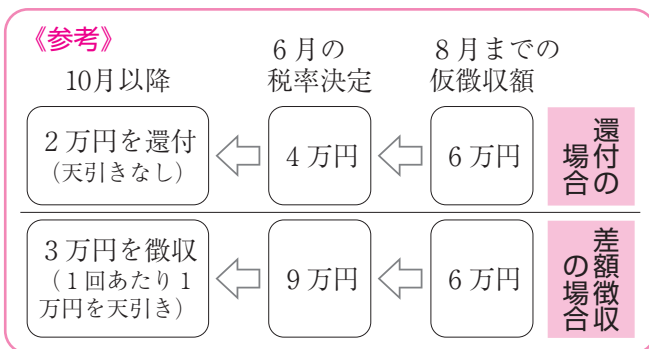 《参考》
8月までの
仮徴収額
6月の
税率決定
10月以降
還付の
場合
6万円
4万円
2万円を還付
(天引きなし)
差額徴収
の場合
6万円
9万円
3万円を徴収
(1回あたり1
万円を天引き)